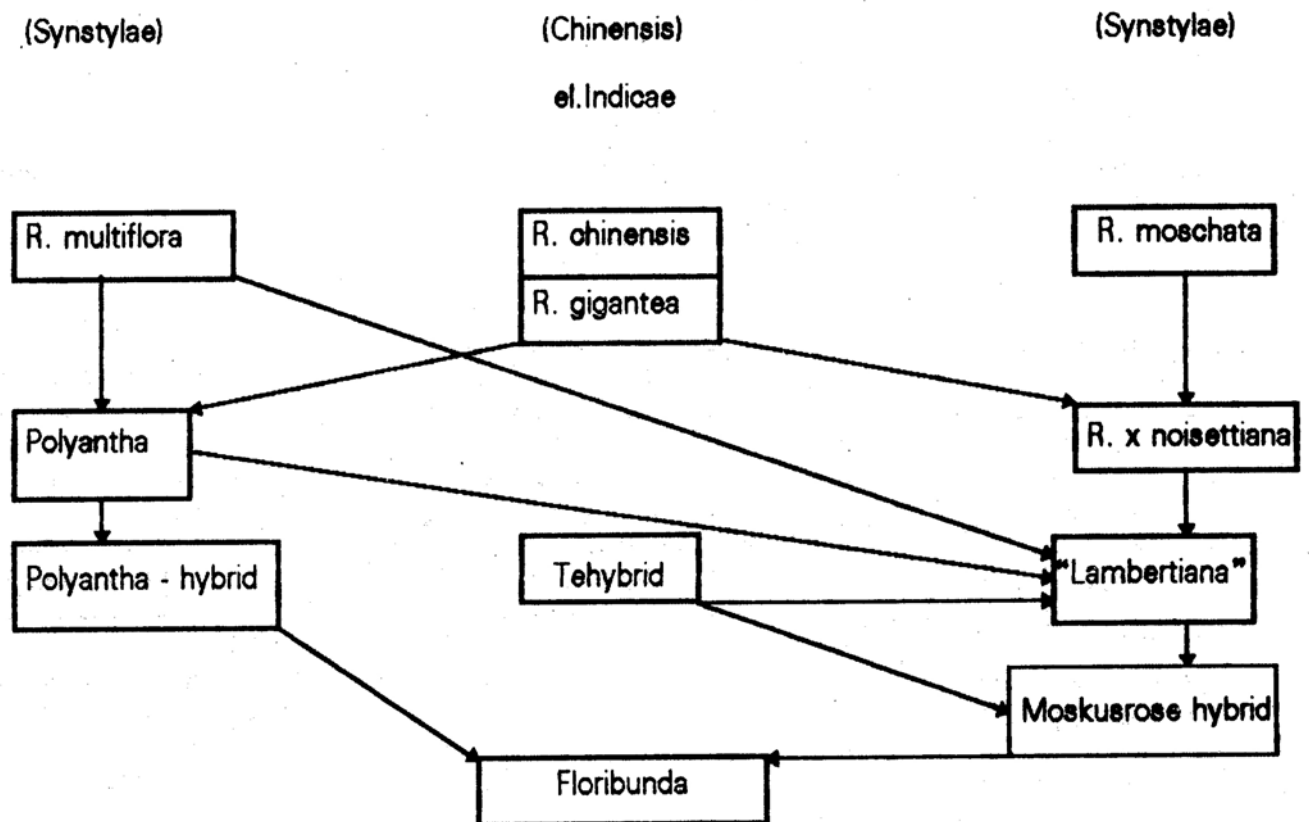 (Synstylae)
(Chinensis)
(Synstylae)
el.Indicae
R. multiflora
R. chinensis
R. moschata
R. gigantea
Polyantha
R. x noisettiana
Polyantha - hybrid
Tehybrid
"Lambertiana"
Moskusrose hybrid
Floribunda